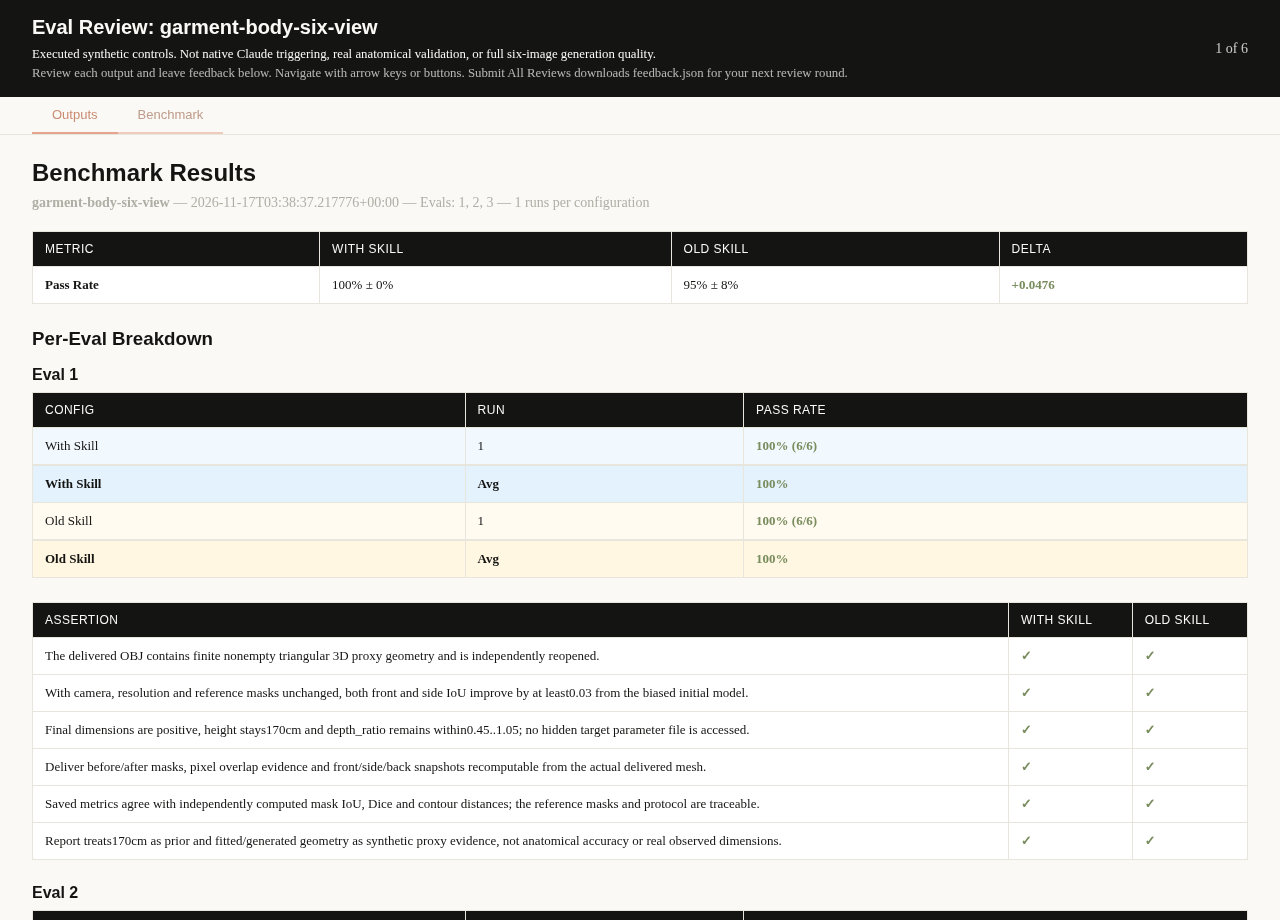 Eval Review: garment-body-six-view
Executed synthetic controls. Not native Claude triggering, real anatomical validation, or full six-image generation quality.
Review each output and leave feedback below. Navigate with arrow keys or buttons. Submit All Reviews downloads feedback.json for your next review round.
1 of 6
Outputs Benchmark
Benchmark Results
garment-body-six-view — 2026-11-17T03:38:37.217776+00:00 — Evals: 1, 2, 3 — 1 runs per configuration
METRIC WITH SKILL OLD SKILL DELTA
Pass Rate 100% ± 0% 95% ± 8% +0.0476
Per-Eval Breakdown
Eval 1
CONFIG RUN PASS RATE
With Skill 1 100% (6/6)
With Skill Avg 100%
Old Skill 1 100% (6/6)
Old Skill Avg 100%
ASSERTION WITH SKILL OLD SKILL
The delivered OBJ contains finite nonempty triangular 3D proxy geometry and is independently reopened. ✓ ✓
With camera, resolution and reference masks unchanged, both front and side IoU improve by at least0.03 from the biased initial model. ✓ ✓
Final dimensions are positive, height stays170cm and depth_ratio remains within0.45..1.05; no hidden target parameter file is accessed. ✓ ✓
Deliver before/after masks, pixel overlap evidence and front/side/back snapshots recomputable from the actual delivered mesh. ✓ ✓
Saved metrics agree with independently computed mask IoU, Dice and contour distances; the reference masks and protocol are traceable. ✓ ✓
Report treats170cm as prior and fitted/generated geometry as synthetic proxy evidence, not anatomical accuracy or real observed dimensions. ✓ ✓
Eval 2